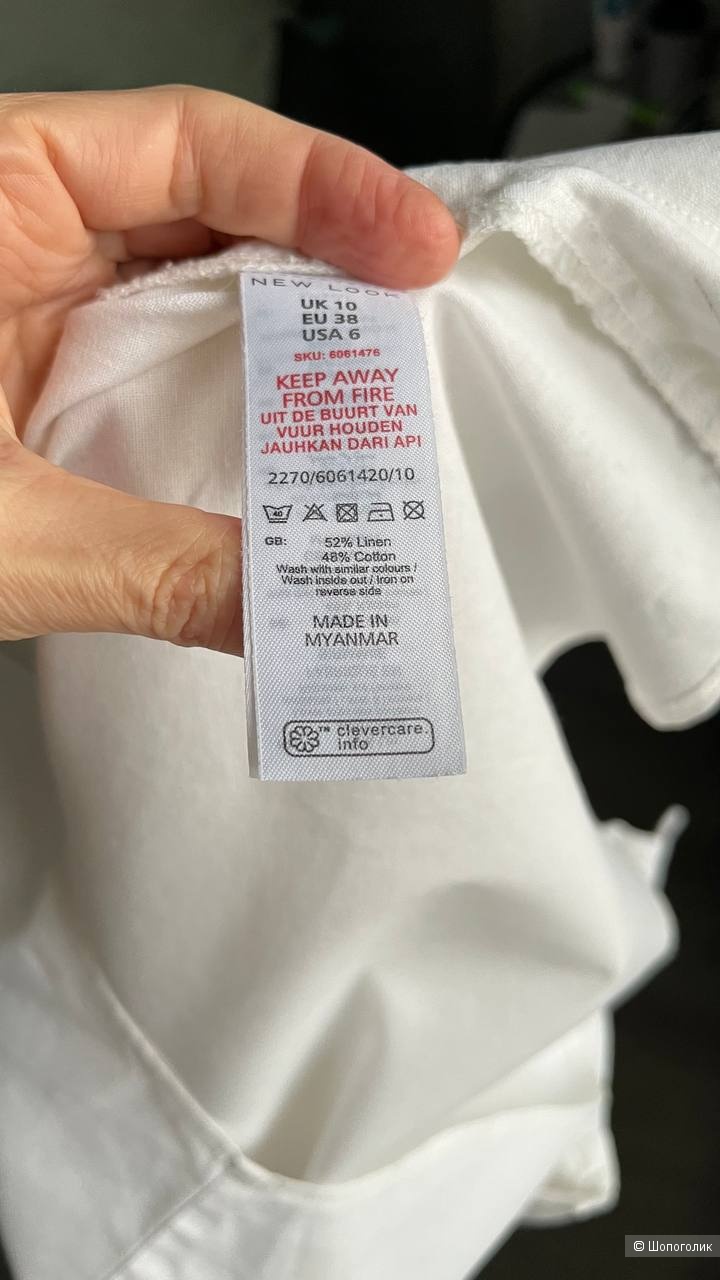 NEW LOOK
UK 10
EU 38
USA 6
SKU: 6061476
KEEP AWAY
FROM FIRE
UIT DE BUURT VAN
VUUR HOUDEN
JAUHKAN DARI API
2270/6061420/10
40
GB: 52% Linen
48% Cotton
Wash with similar colours /
Wash inside out / Iron on
reverse side
MADE IN
MYANMAR
™ clevercare.
info
© Шопоголик